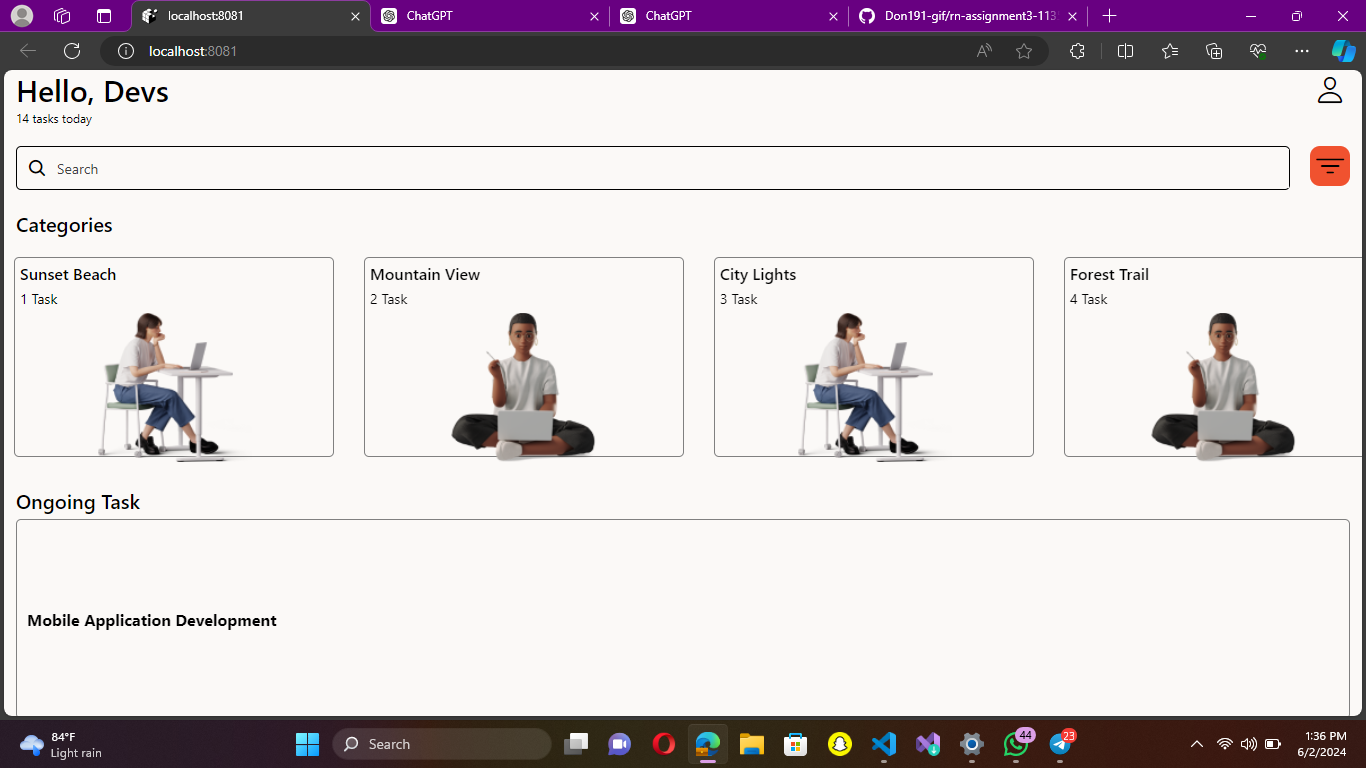 localhost:8081
ChatGPT
ChatGPT
Don191-gif/rn-assignment3-113
localhost:8081
Hello, Devs
14 tasks today
Search
Categories
Sunset Beach
1 Task
Mountain View
2 Task
City Lights
3 Task
Forest Trail
4 Task
Ongoing Task
Mobile Application Development
84°F
Light rain
Search
44
23
1:36 PM
6/2/2024